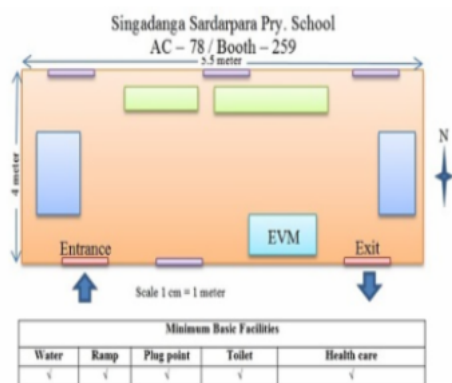 Singadanga Sardarpara Pry. School
AC – 78 / Booth – 259
5.5 meter
4 meter
N
EVM
Entrance
Exit
Scale 1 cm = 1 meter
Minimum Basic Facilities
Water Ramp Plug point Toilet Health care
√ √ √ √ √